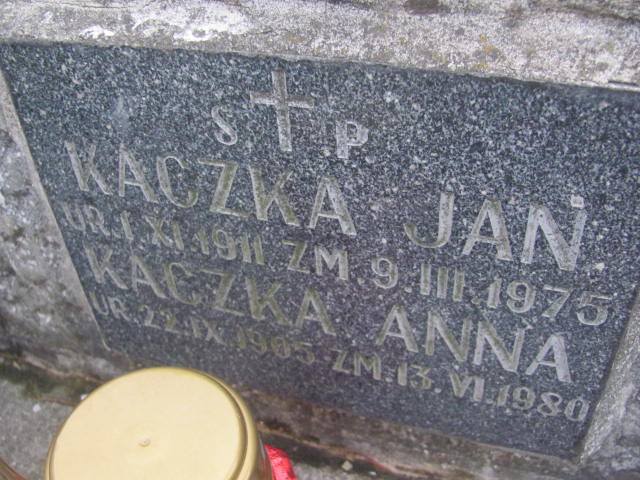 Ś P
KACZKA JAN
UR. 1. XI. 1911 ZM. 9. III. 1975
KACZKA ANNA
UR. 22. IX. 1905. ZM. 13. VI. 1980